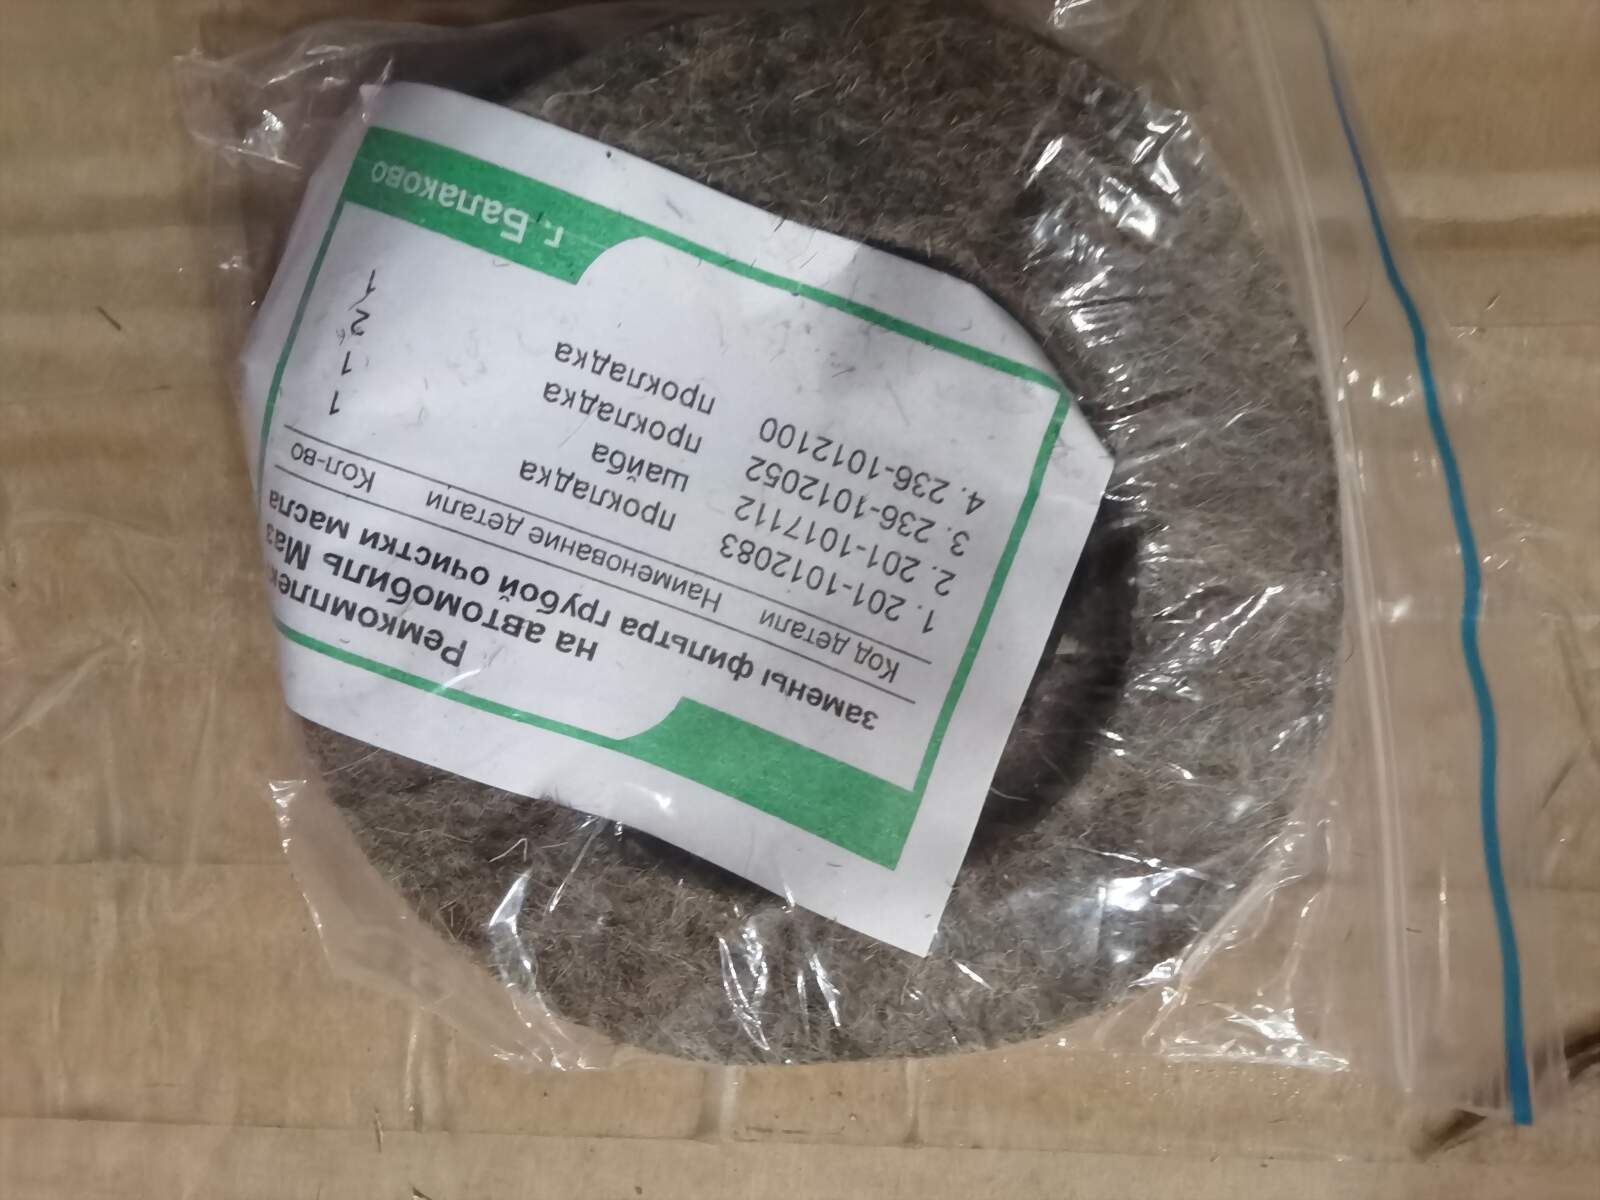 Ремкомплек
на автомобиль Маз
замены фильтра грубой очистки масла
Код детали Наименование детали Кол-во
1. 201-1012083 прокладка 1
2. 201-1017112 шайба 1
3. 236-1012052 прокладка 2
4. 236-1012100 прокладка 1
г. Балаково